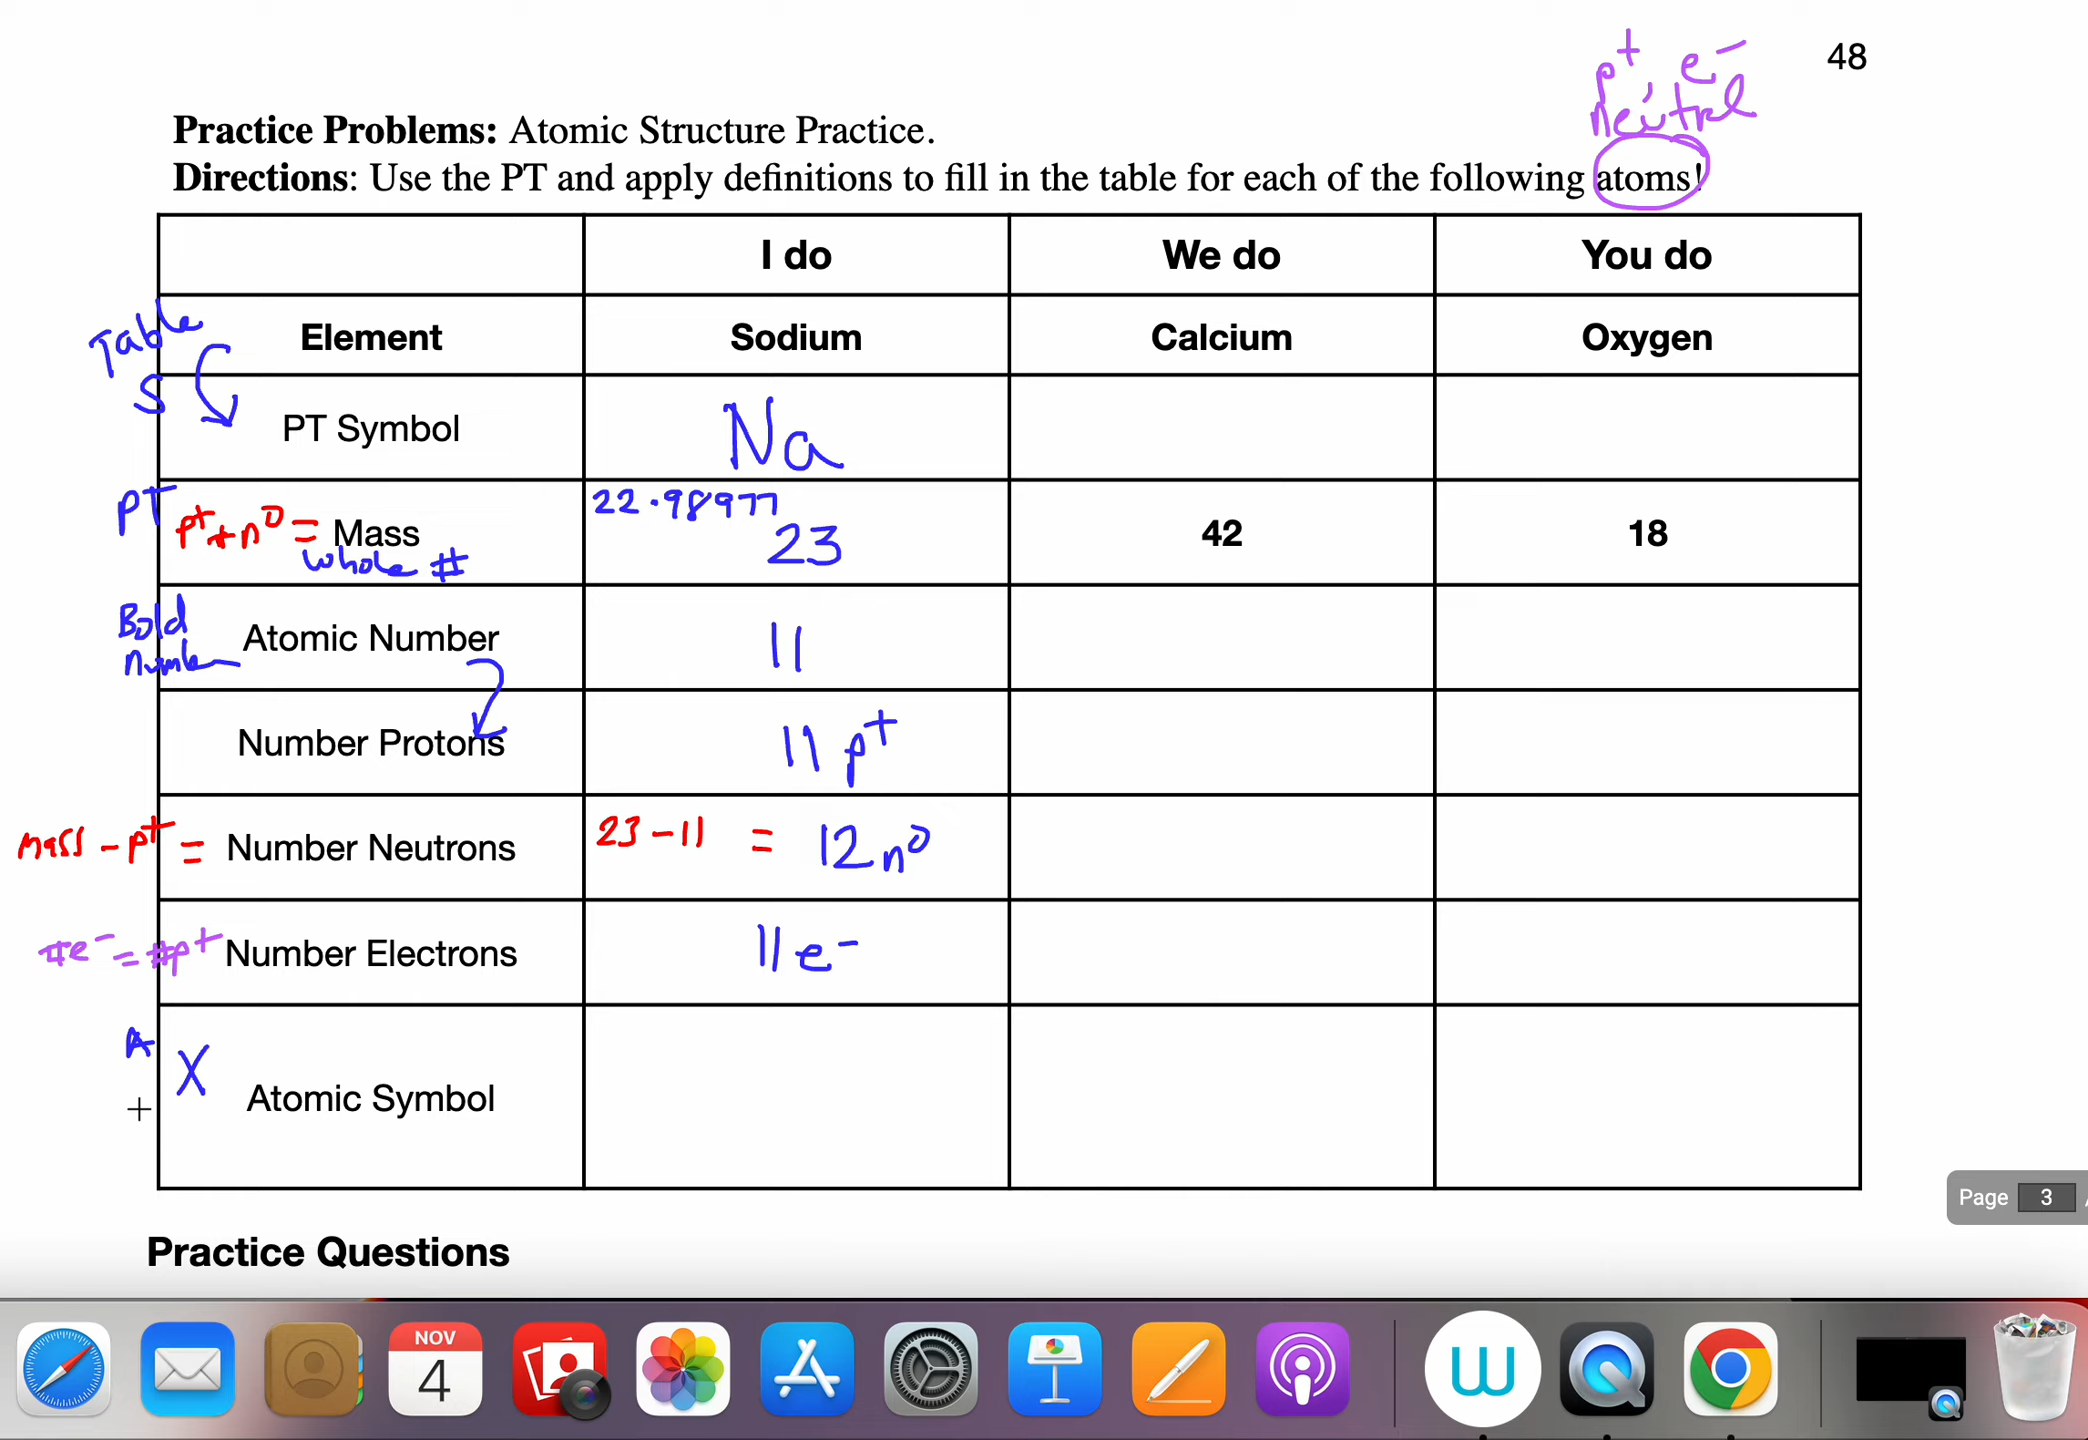 p+ e-
48
neutral
Practice Problems: Atomic Structure Practice.
Directions: Use the PT and apply definitions to fill in the table for each of the following atoms!
I do We do You do
Table S
Element Sodium Calcium Oxygen
PT Symbol Na
PT p+ + n0 = Mass whole # 22.98977 23 42 18
Bold number Atomic Number 11
Number Protons 11 p+
Mass - p+ = Number Neutrons 23 - 11 = 12 n0
#e- = #p+ Number Electrons 11 e-
A X Atomic Symbol
Page 3
Practice Questions
NOV
4
W